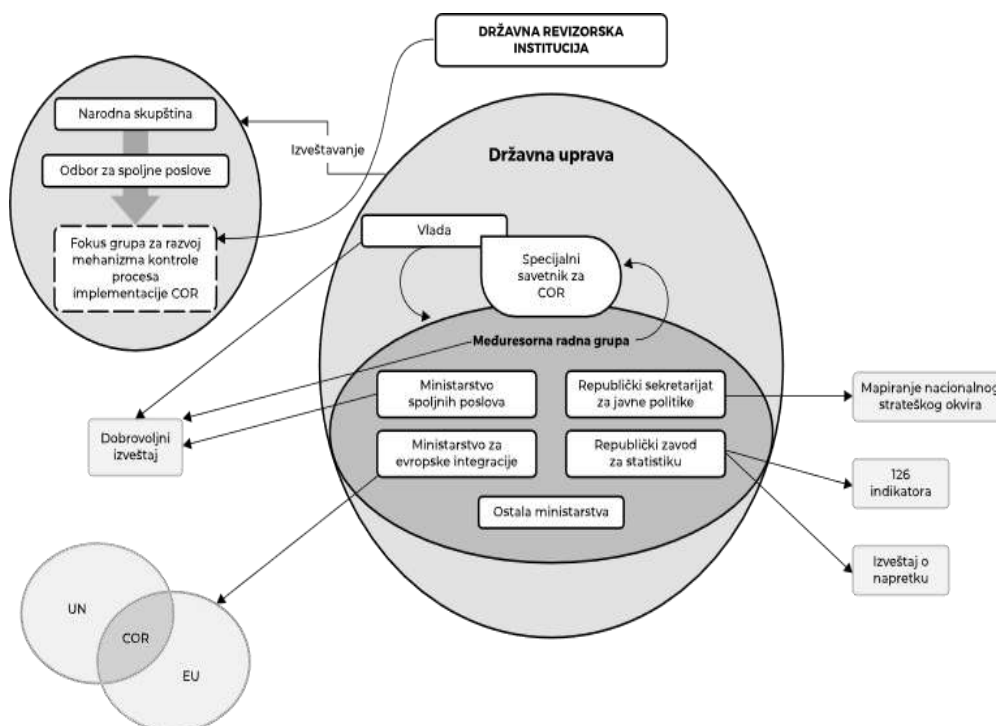 DRŽAVNA REVIZORSKA
INSTITUCIJA
Narodna skupština
Izveštavanje
Odbor za spoljne poslove
Fokus grupa za razvoj
mehanizma kontrole
procesa
implementacije COR
Državna uprava
Vlada
Specijalni
savetnik za
COR
Međuresorna radna grupa
Ministarstvo
spoljnih poslova
Republički sekretarijat
za javne politike
Ministarstvo za
evropske integracije
Republički zavod
za statistiku
Ostala ministarstva
Dobrovoljni
izveštaj
Mapiranje nacionalnog
strateškog okvira
126
indikatora
Izveštaj o
napretku
UN
COR
EU